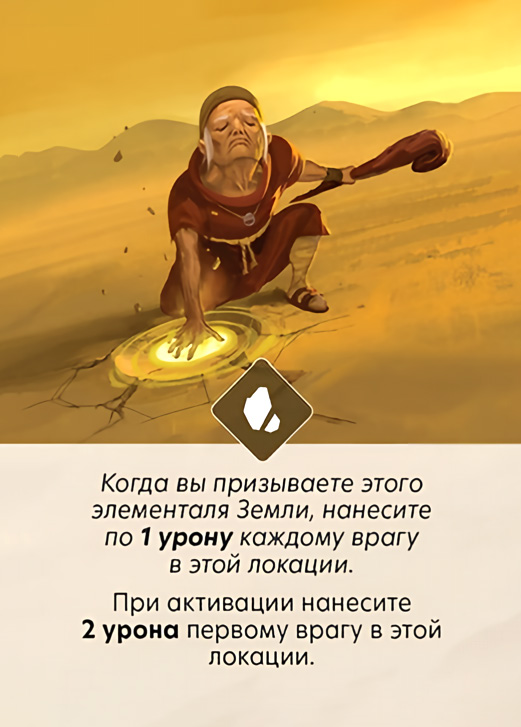 Когда вы призываете этого
элементаля Земли, нанесите
по 1 урону каждому врагу
в этой локации.
При активации нанесите
2 урона первому врагу в этой
локации.